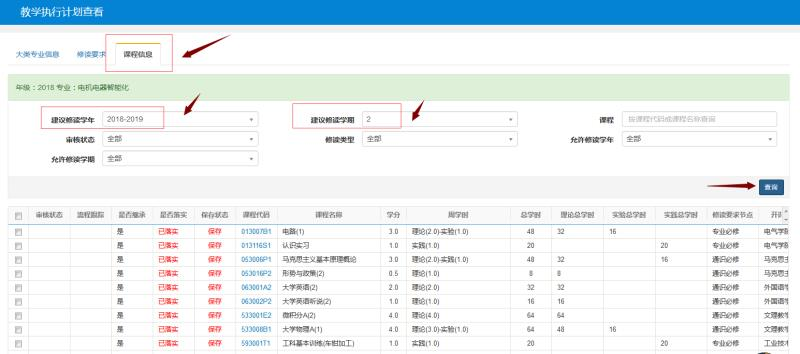 教学执行计划查看
大类专业信息 修读要求 课程信息
年级：2018 专业：电机电器智能化
建议修读学年 2018-2019 建议修读学期 2 课程 按课程代码或课程名称查询
审核状态 全部 修读类型 全部 允许修读学年 全部
允许修读学期 全部
查询
审核状态 流程跟踪 是否继承 是否落实 保存状态 课程代码 课程名称 学分 周学时 总学时 理论总学时 实验总学时 实践总学时 修读要求节点 开课
是 已落实 保存 013007B1 电路(1) 3.0 理论(2.0)-实验(1.0) 48 32 16 专业必修 电气学院
是 已落实 保存 013116S1 认识实习 1.0 实践(1.0) 20 20 专业必修 电气学院
是 已落实 保存 053006P1 马克思主义基本原理概论 3.0 理论(2.0)-实践(1.0) 48 32 16 通识必修 马克思主
是 已落实 保存 053016P2 形势与政策(2) 0.5 理论(1.0) 8 8 通识必修 马克思主
是 已落实 保存 063001A2 大学英语(2) 2.0 理论(2.0) 32 32 通识必修 外国语学
是 已落实 保存 063002P2 大学英语听说(2) 1.0 理论(1.0) 16 16 通识必修 外国语学
是 已落实 保存 533001E2 微积分A(2) 4.0 理论(4.0) 64 64 通识必修 文理教学
是 已落实 保存 533008B1 大学物理A(1) 4.0 理论(3.0)-实验(1.0) 64 48 16 专业必修 文理教学
是 已落实 保存 593001T1 工科基本训练(车钳加工) 1.0 实践(1.0) 20 20 专业必修 工业技术